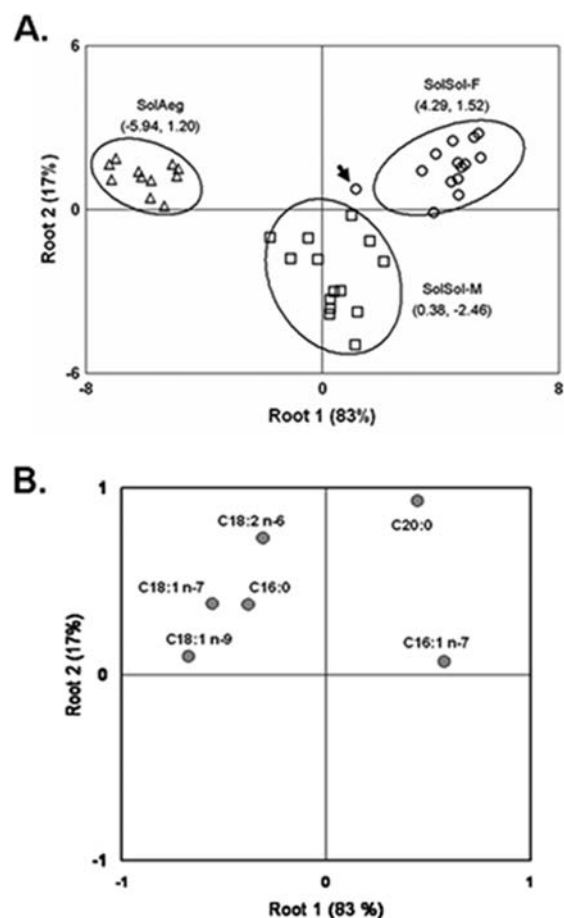 A.
6
SolAeg
(-5.94, 1.20)
SolSol-F
(4.29, 1.52)
Root 2 (17%)
0
SolSol-M
(0.38, -2.46)
-6
-8
0
8
Root 1 (83%)
B.
1
C18:2 n-6
C20:0
C18:1 n-7
C16:0
C18:1 n-9
C16:1 n-7
Root 2 (17%)
0
-1
-1
0
1
Root 1 (83 %)